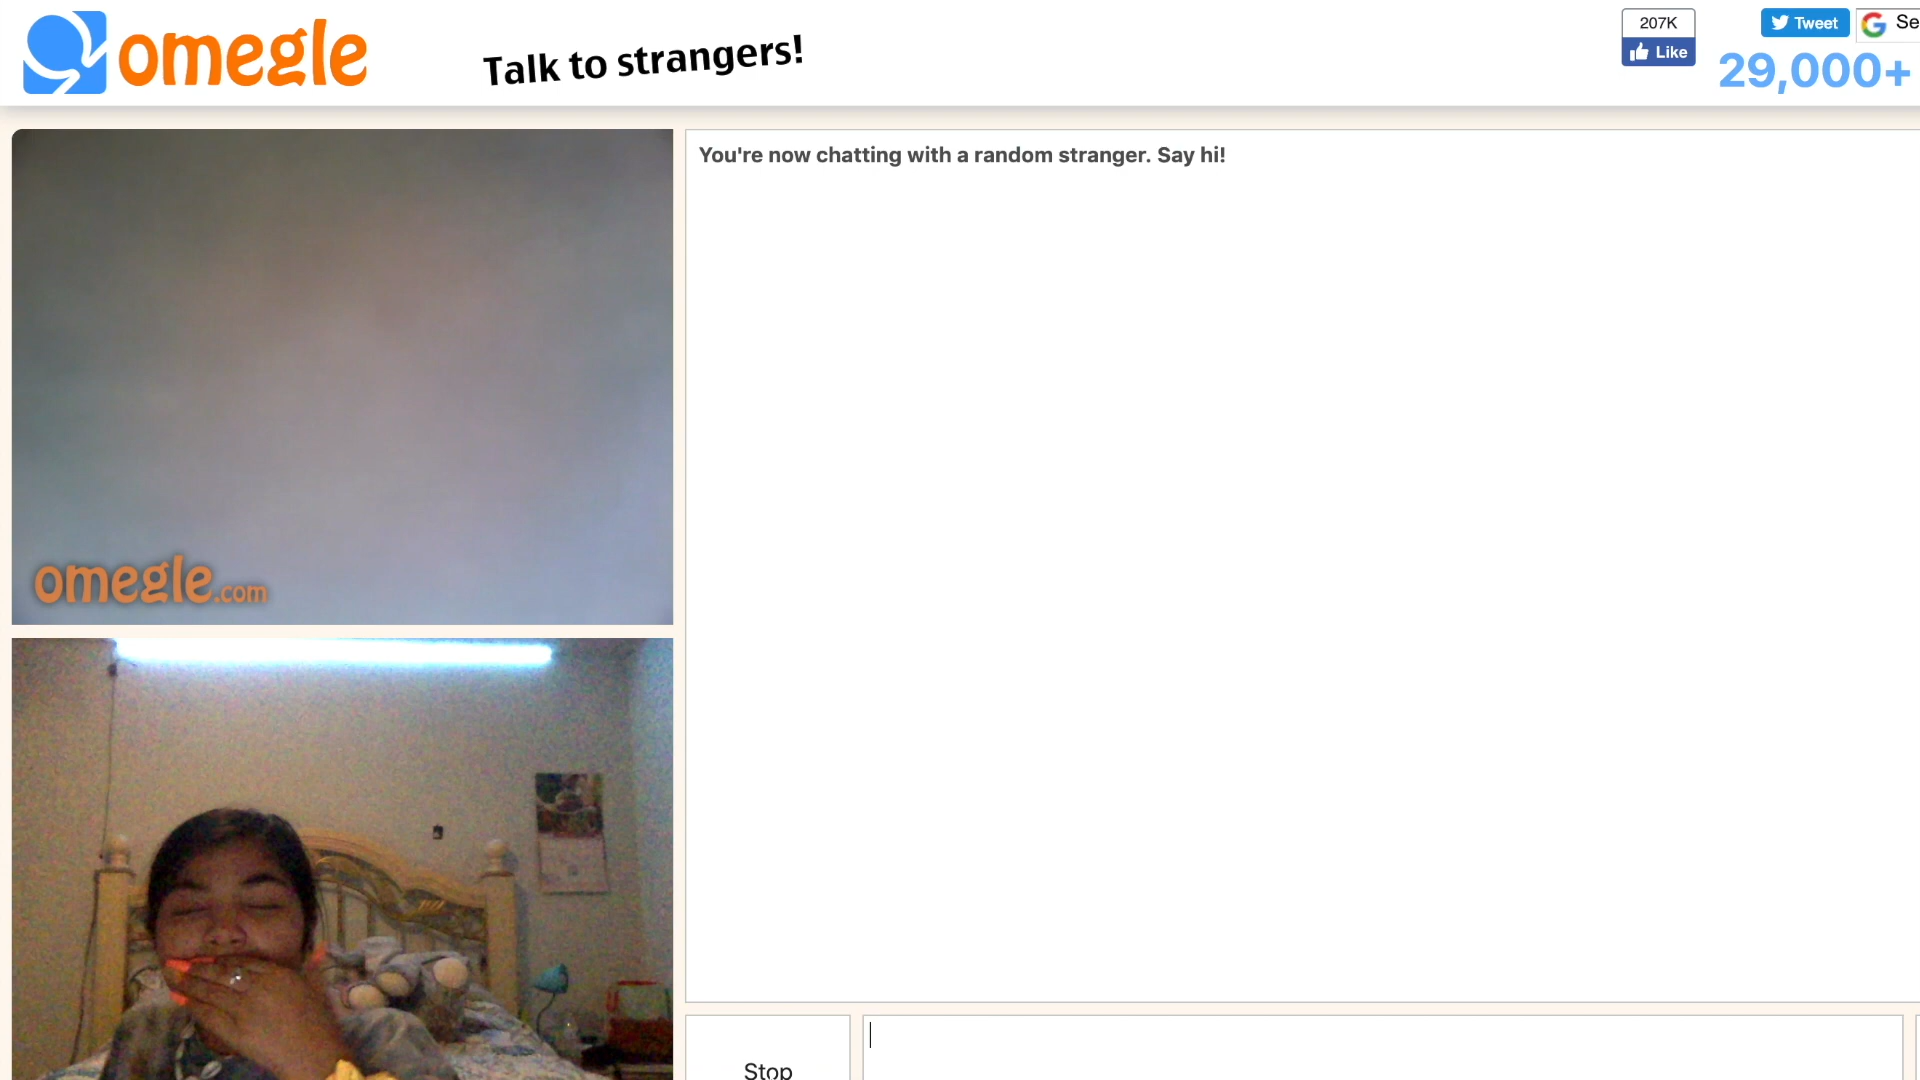 omegle
Talk to strangers!
207K
Like
Tweet
Se
29,000+
You're now chatting with a random stranger. Say hi!
omegle.com
Stop